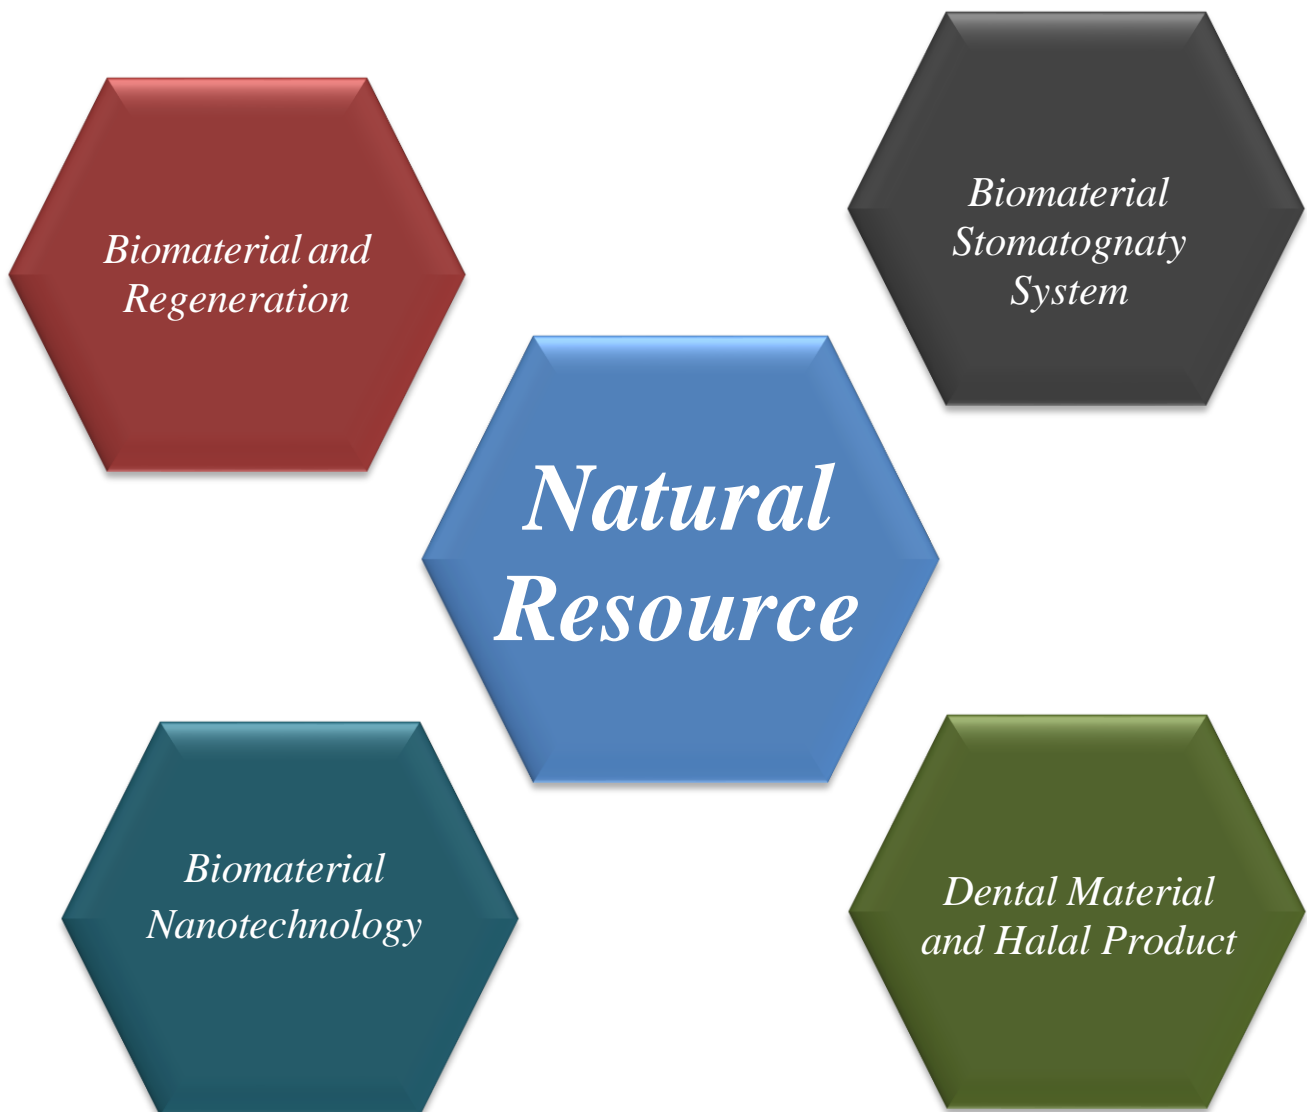 Biomaterial and
Regeneration
Biomaterial
Stomatognaty
System
Natural
Resource
Biomaterial
Nanotechnology
Dental Material
and Halal Product